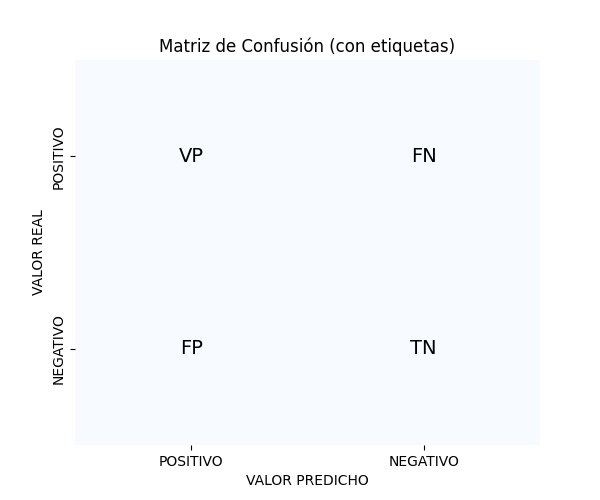 Matriz de Confusión (con etiquetas)
VALOR REAL
POSITIVO
VP
FN
NEGATIVO
FP
TN
POSITIVO
NEGATIVO
VALOR PREDICHO